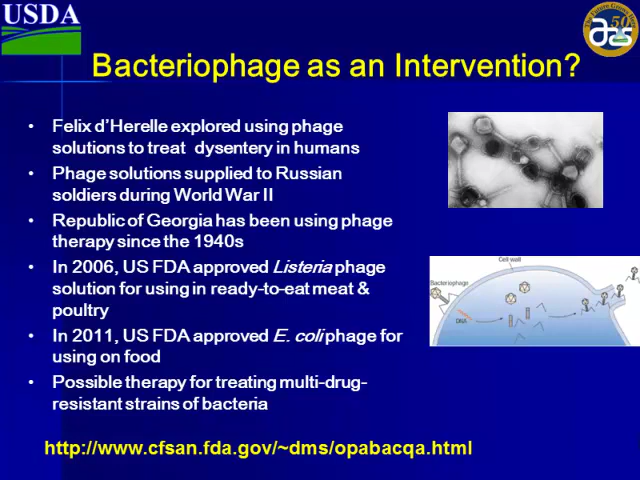 USDA
50
ars
Bacteriophage as an Intervention?
• Felix d'Herelle explored using phage
solutions to treat dysentery in humans
• Phage solutions supplied to Russian
soldiers during World War II
• Republic of Georgia has been using phage
therapy since the 1940s
• In 2006, US FDA approved Listeria phage
solution for using in ready-to-eat meat &
poultry
• In 2011, US FDA approved E. coli phage for
using on food
• Possible therapy for treating multi-drug-
resistant strains of bacteria
Cell wall
Bacteriophage
DNA
http://www.cfsan.fda.gov/~dms/opabacqa.html